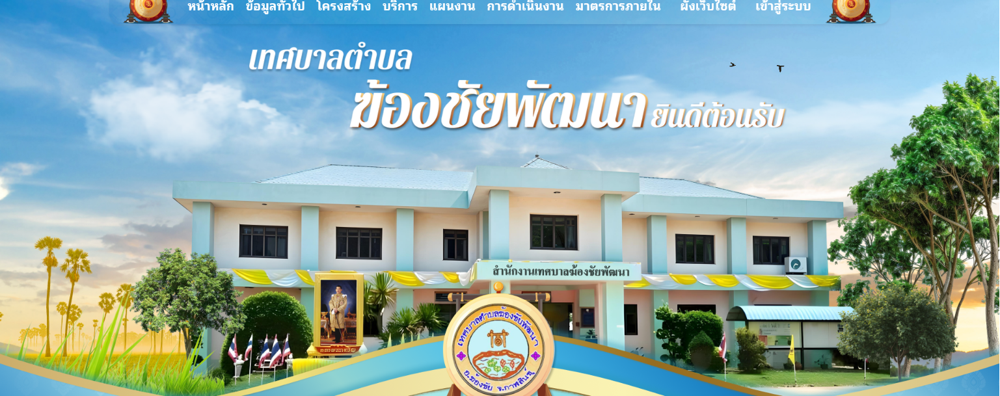 หน้าหลัก ข้อมูลทั่วไป โครงสร้าง บริการ แผนงาน การดำเนินงาน มาตรการภายใน ผังเว็บไซต์ เข้าสู่ระบบ
เทศบาลตำบล
ฆ้องชัยพัฒนา ยินดีต้อนรับ
สำนักงานเทศบาลฆ้องชัยพัฒนา
เทศบาลตำบลฆ้องชัยพัฒนา
อ.ฆ้องชัย จ.กาฬสินธุ์